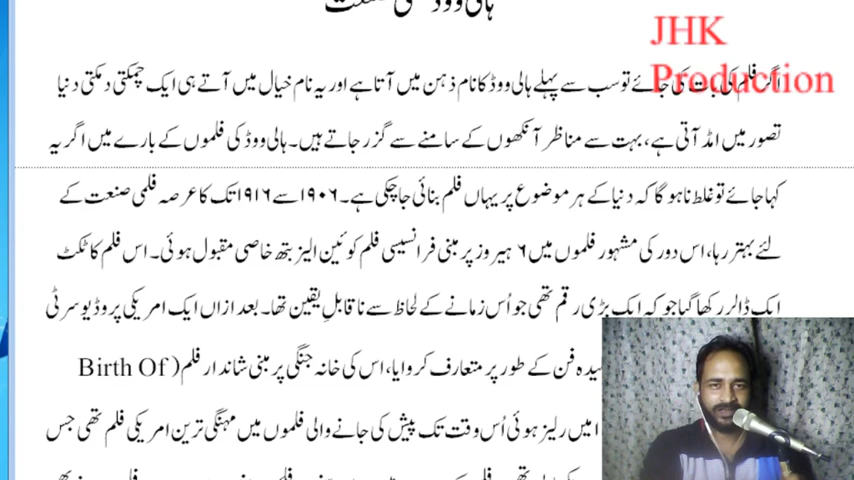 ہالی ووڈ کی صنعت
JHK
Production
اگر فلم کی بات کی جائے تو سب سے پہلے ہالی ووڈ کا نام ذہن میں آتا ہے اور یہ نام خیال میں آتے ہی ایک چمکتی دمکتی دنیا
تصور میں امڈ آتی ہے، بہت سے مناظر آنکھوں کے سامنے سے گزر جاتے ہیں۔ ہالی ووڈ کی فلموں کے بارے میں اگر یہ
کہا جائے تو غلط نا ہو گا کہ دنیا کے ہر موضوع پر یہاں فلم بنائی جا چکی ہے۔ ۱۹۰۶ سے ۱۹۱۶ تک کا عرصہ فلمی صنعت کے
لئے بہتر رہا، اس دور کی مشہور فلموں میں ۶ ہیروز پر مبنی فرانسیسی فلم کوئین الیز بتھ خاصی مقبول ہوئی۔ اس فلم کا ٹکٹ
ایک ڈالر رکھا گیا جو کہ ایک بڑی رقم تھی جو اُس زمانے کے لحاظ سے ناقابلِ یقین تھا۔ بعد ازاں ایک امریکی پروڈیوسر ٹی
فن کے طور پر متعارف کروایا، اس کی خانہ جنگی پر مبنی شاندار فلم (Birth Of
میں رلیز ہوئی اُس وقت تک پیش کی جانے والی فلموں میں مہنگی ترین امریکی فلم تھی جس